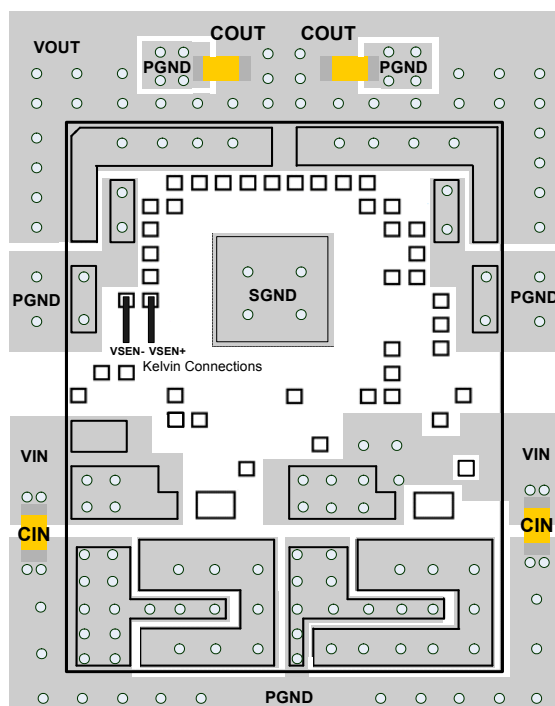 COUT COUT
VOUT
PGND PGND
PGND SGND PGND
VSEN- VSEN+
Kelvin Connections
VIN VIN
CIN CIN
PGND